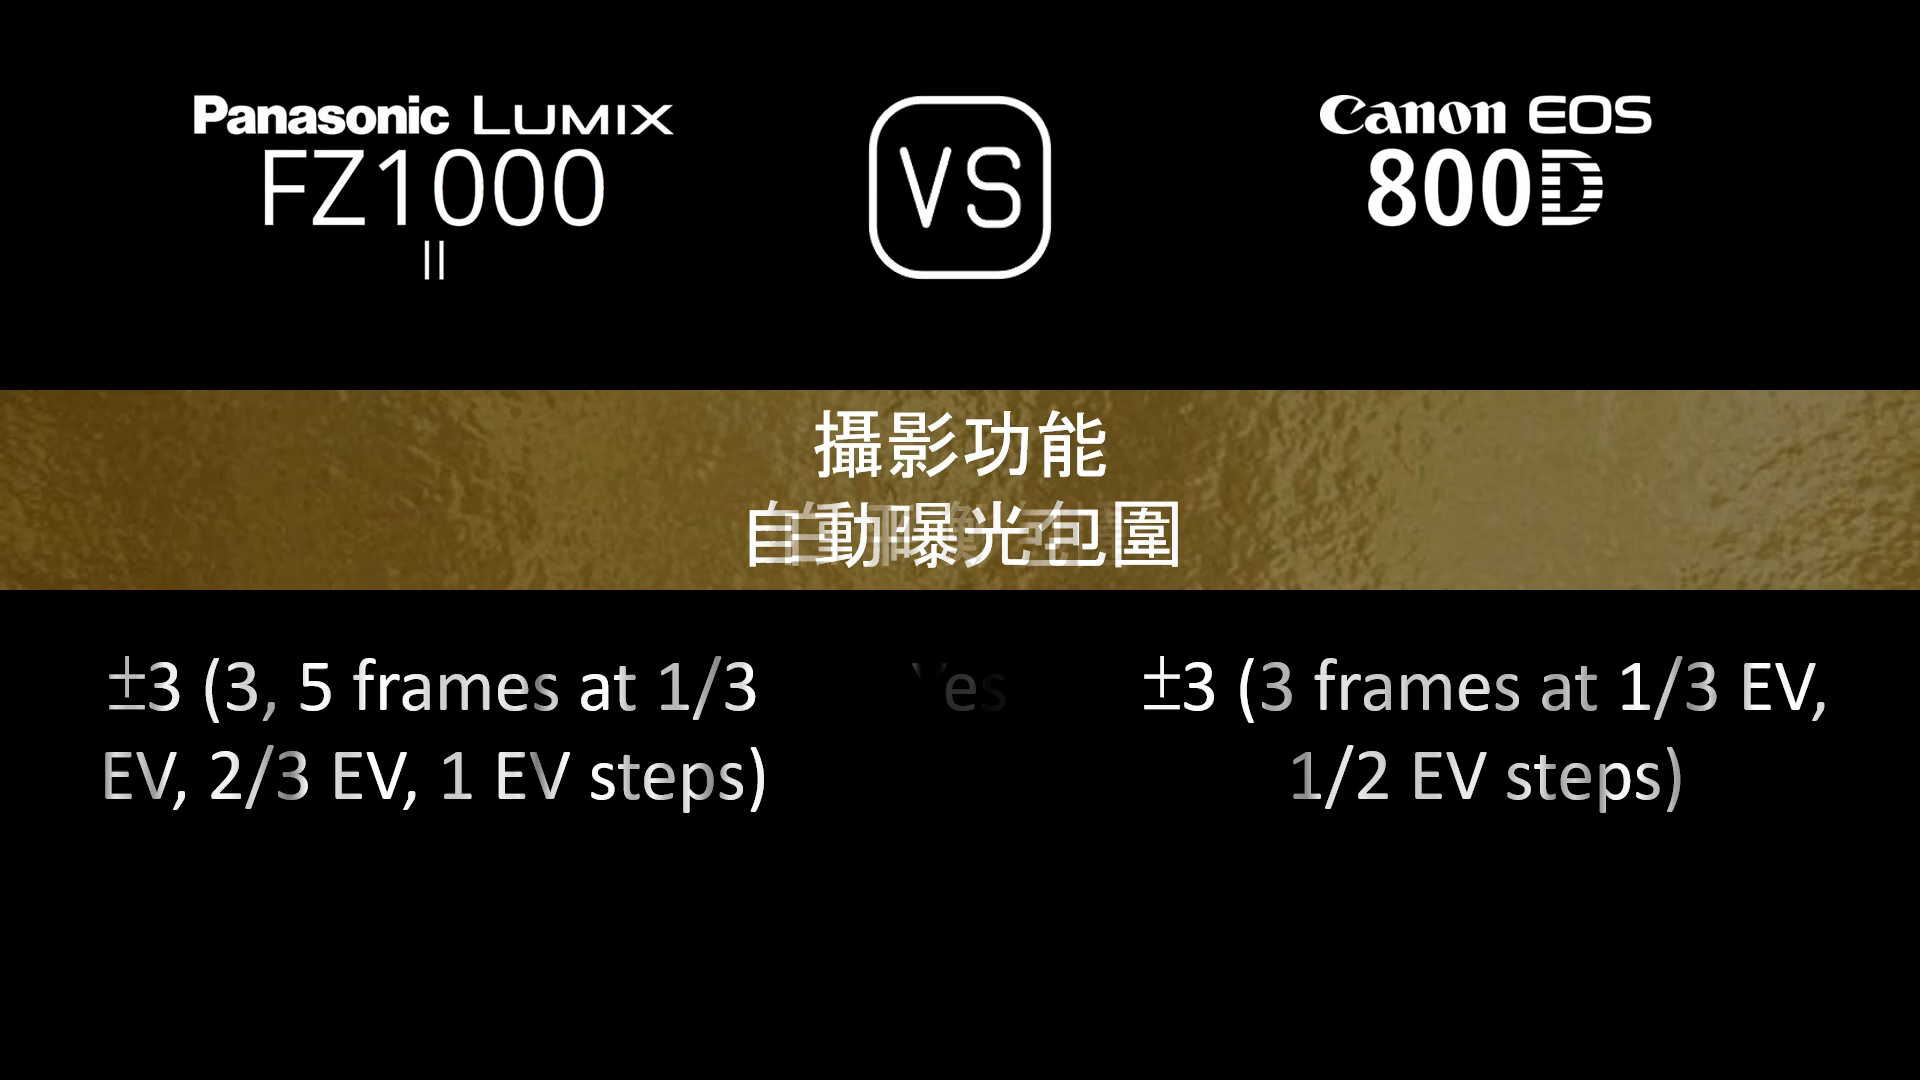 Panasonic LUMIX
FZ1000
II
VS
Canon EOS
800D
攝影功能
自動曝光包圍
±3 (3, 5 frames at 1/3
EV, 2/3 EV, 1 EV steps)
Yes
±3 (3 frames at 1/3 EV,
1/2 EV steps)